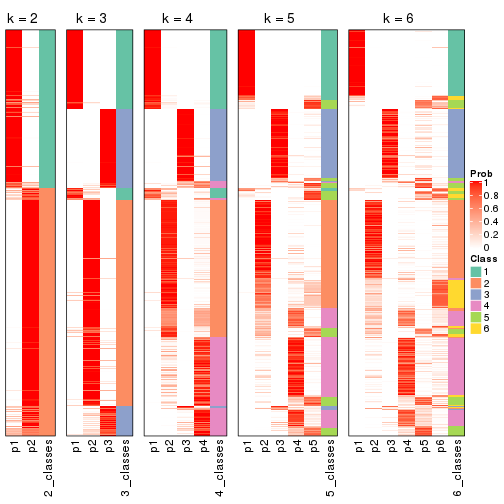 k = 2
k = 3
k = 4
k = 5
k = 6
Prob
1
0.8
0.6
0.4
0.2
0
Class
1
2
3
4
5
6
p1
p2
2_classes
p1
p2
p3
3_classes
p1
p2
p3
p4
4_classes
p1
p2
p3
p4
p5
5_classes
p1
p2
p3
p4
p5
p6
6_classes